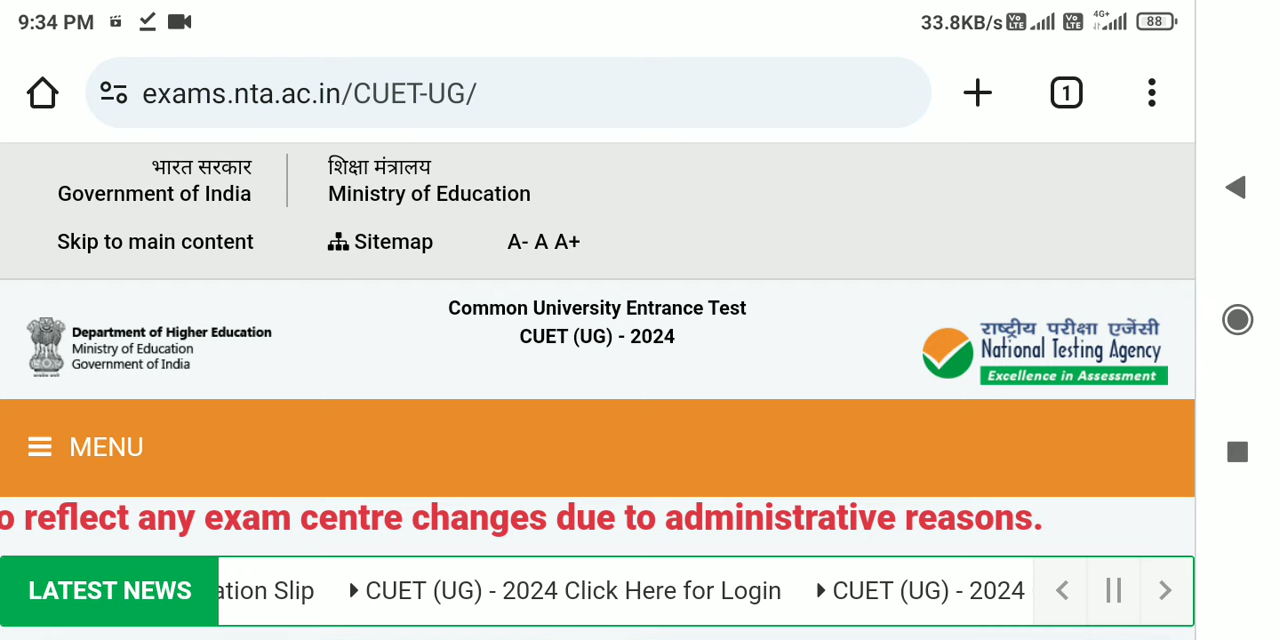 9:34 PM
33.8KB/s Vo LTE Vo LTE 4G+ 88
exams.nta.ac.in/CUET-UG/
1
भारत सरकार
Government of India
शिक्षा मंत्रालय
Ministry of Education
Skip to main content
Sitemap
A- A A+
Common University Entrance Test
CUET (UG) - 2024
Department of Higher Education
Ministry of Education
Government of India
राष्ट्रीय परीक्षा एजेंसी
National Testing Agency
Excellence in Assessment
MENU
o reflect any exam centre changes due to administrative reasons.
LATEST NEWS
ation Slip
CUET (UG) - 2024 Click Here for Login
CUET (UG) - 2024